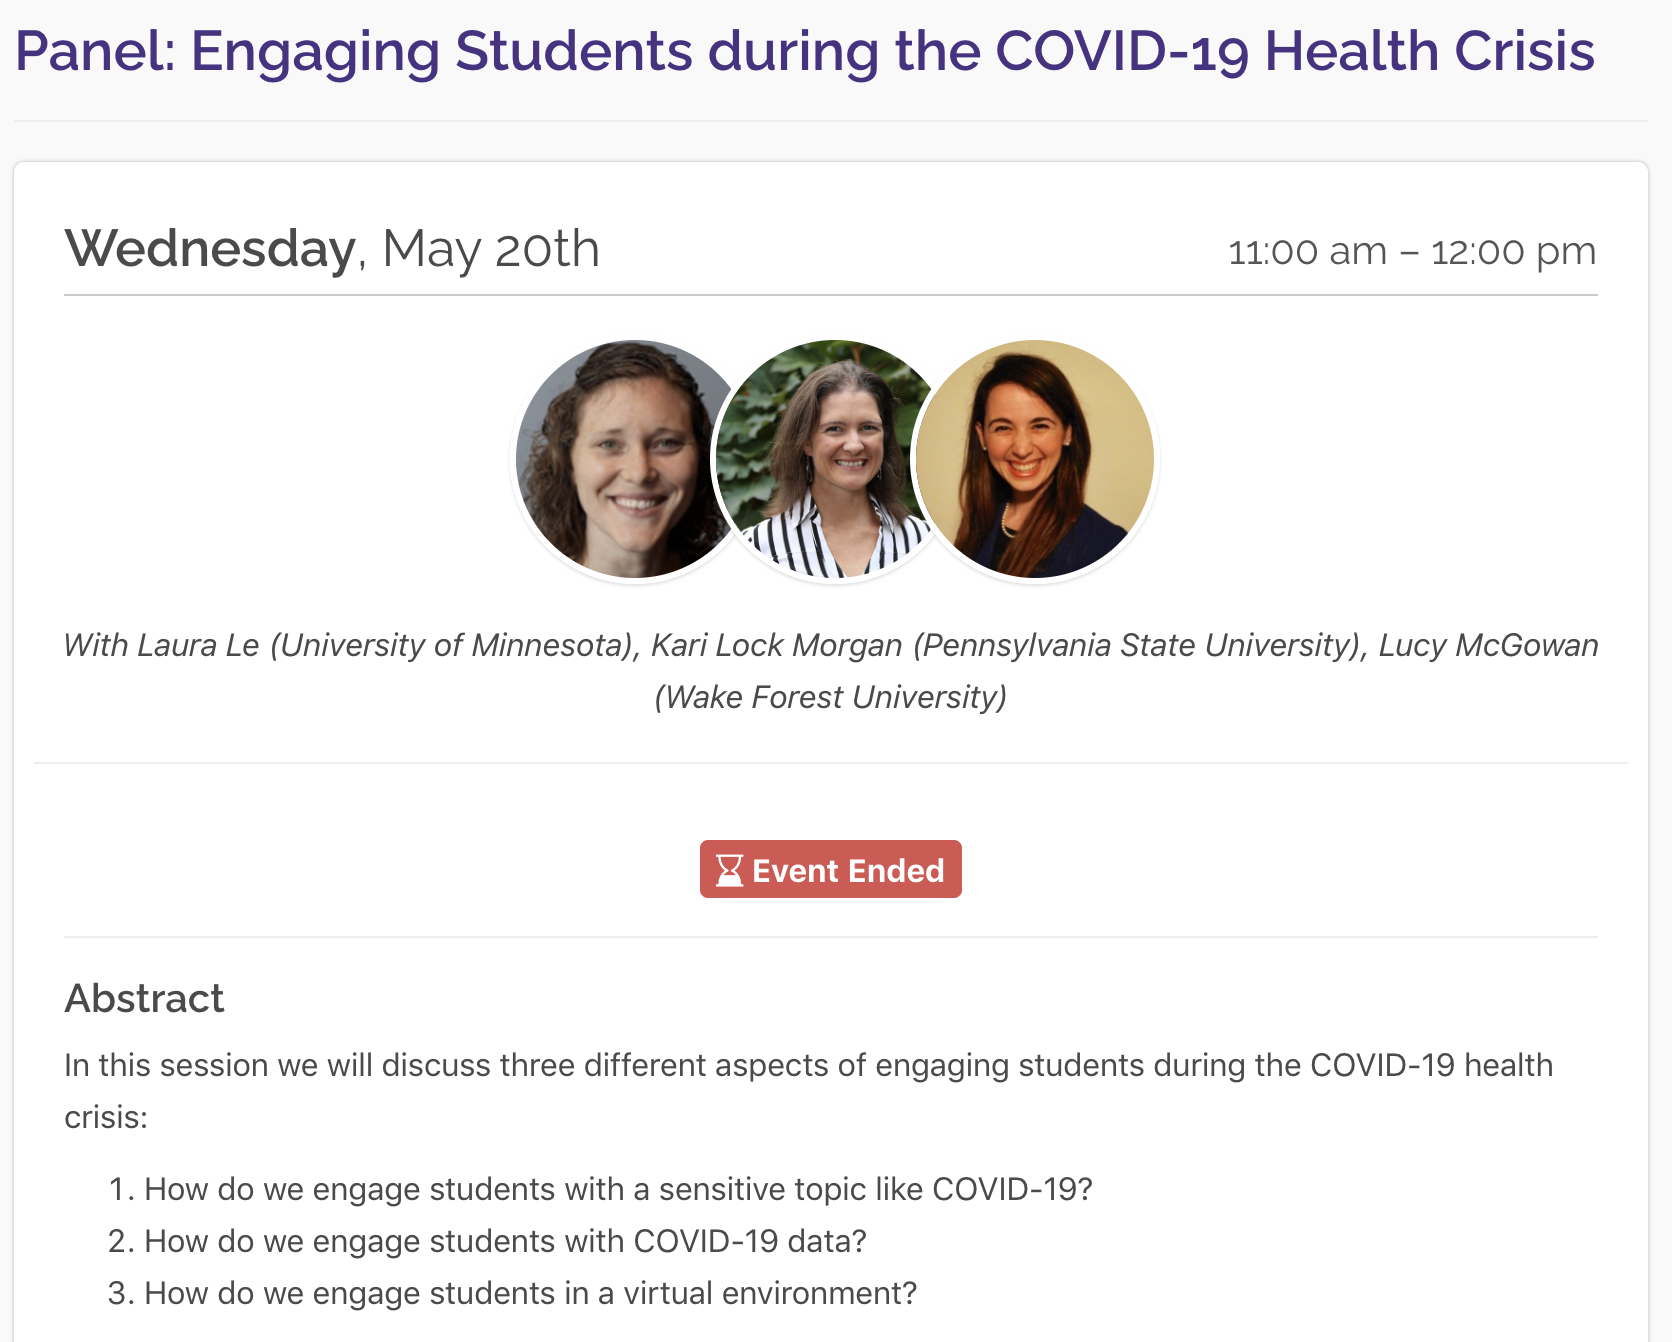 Panel: Engaging Students during the COVID-19 Health Crisis
Wednesday, May 20th
11:00 am – 12:00 pm
With Laura Le (University of Minnesota), Kari Lock Morgan (Pennsylvania State University), Lucy McGowan
(Wake Forest University)
Event Ended
Abstract
In this session we will discuss three different aspects of engaging students during the COVID-19 health
crisis:
1. How do we engage students with a sensitive topic like COVID-19?
2. How do we engage students with COVID-19 data?
3. How do we engage students in a virtual environment?